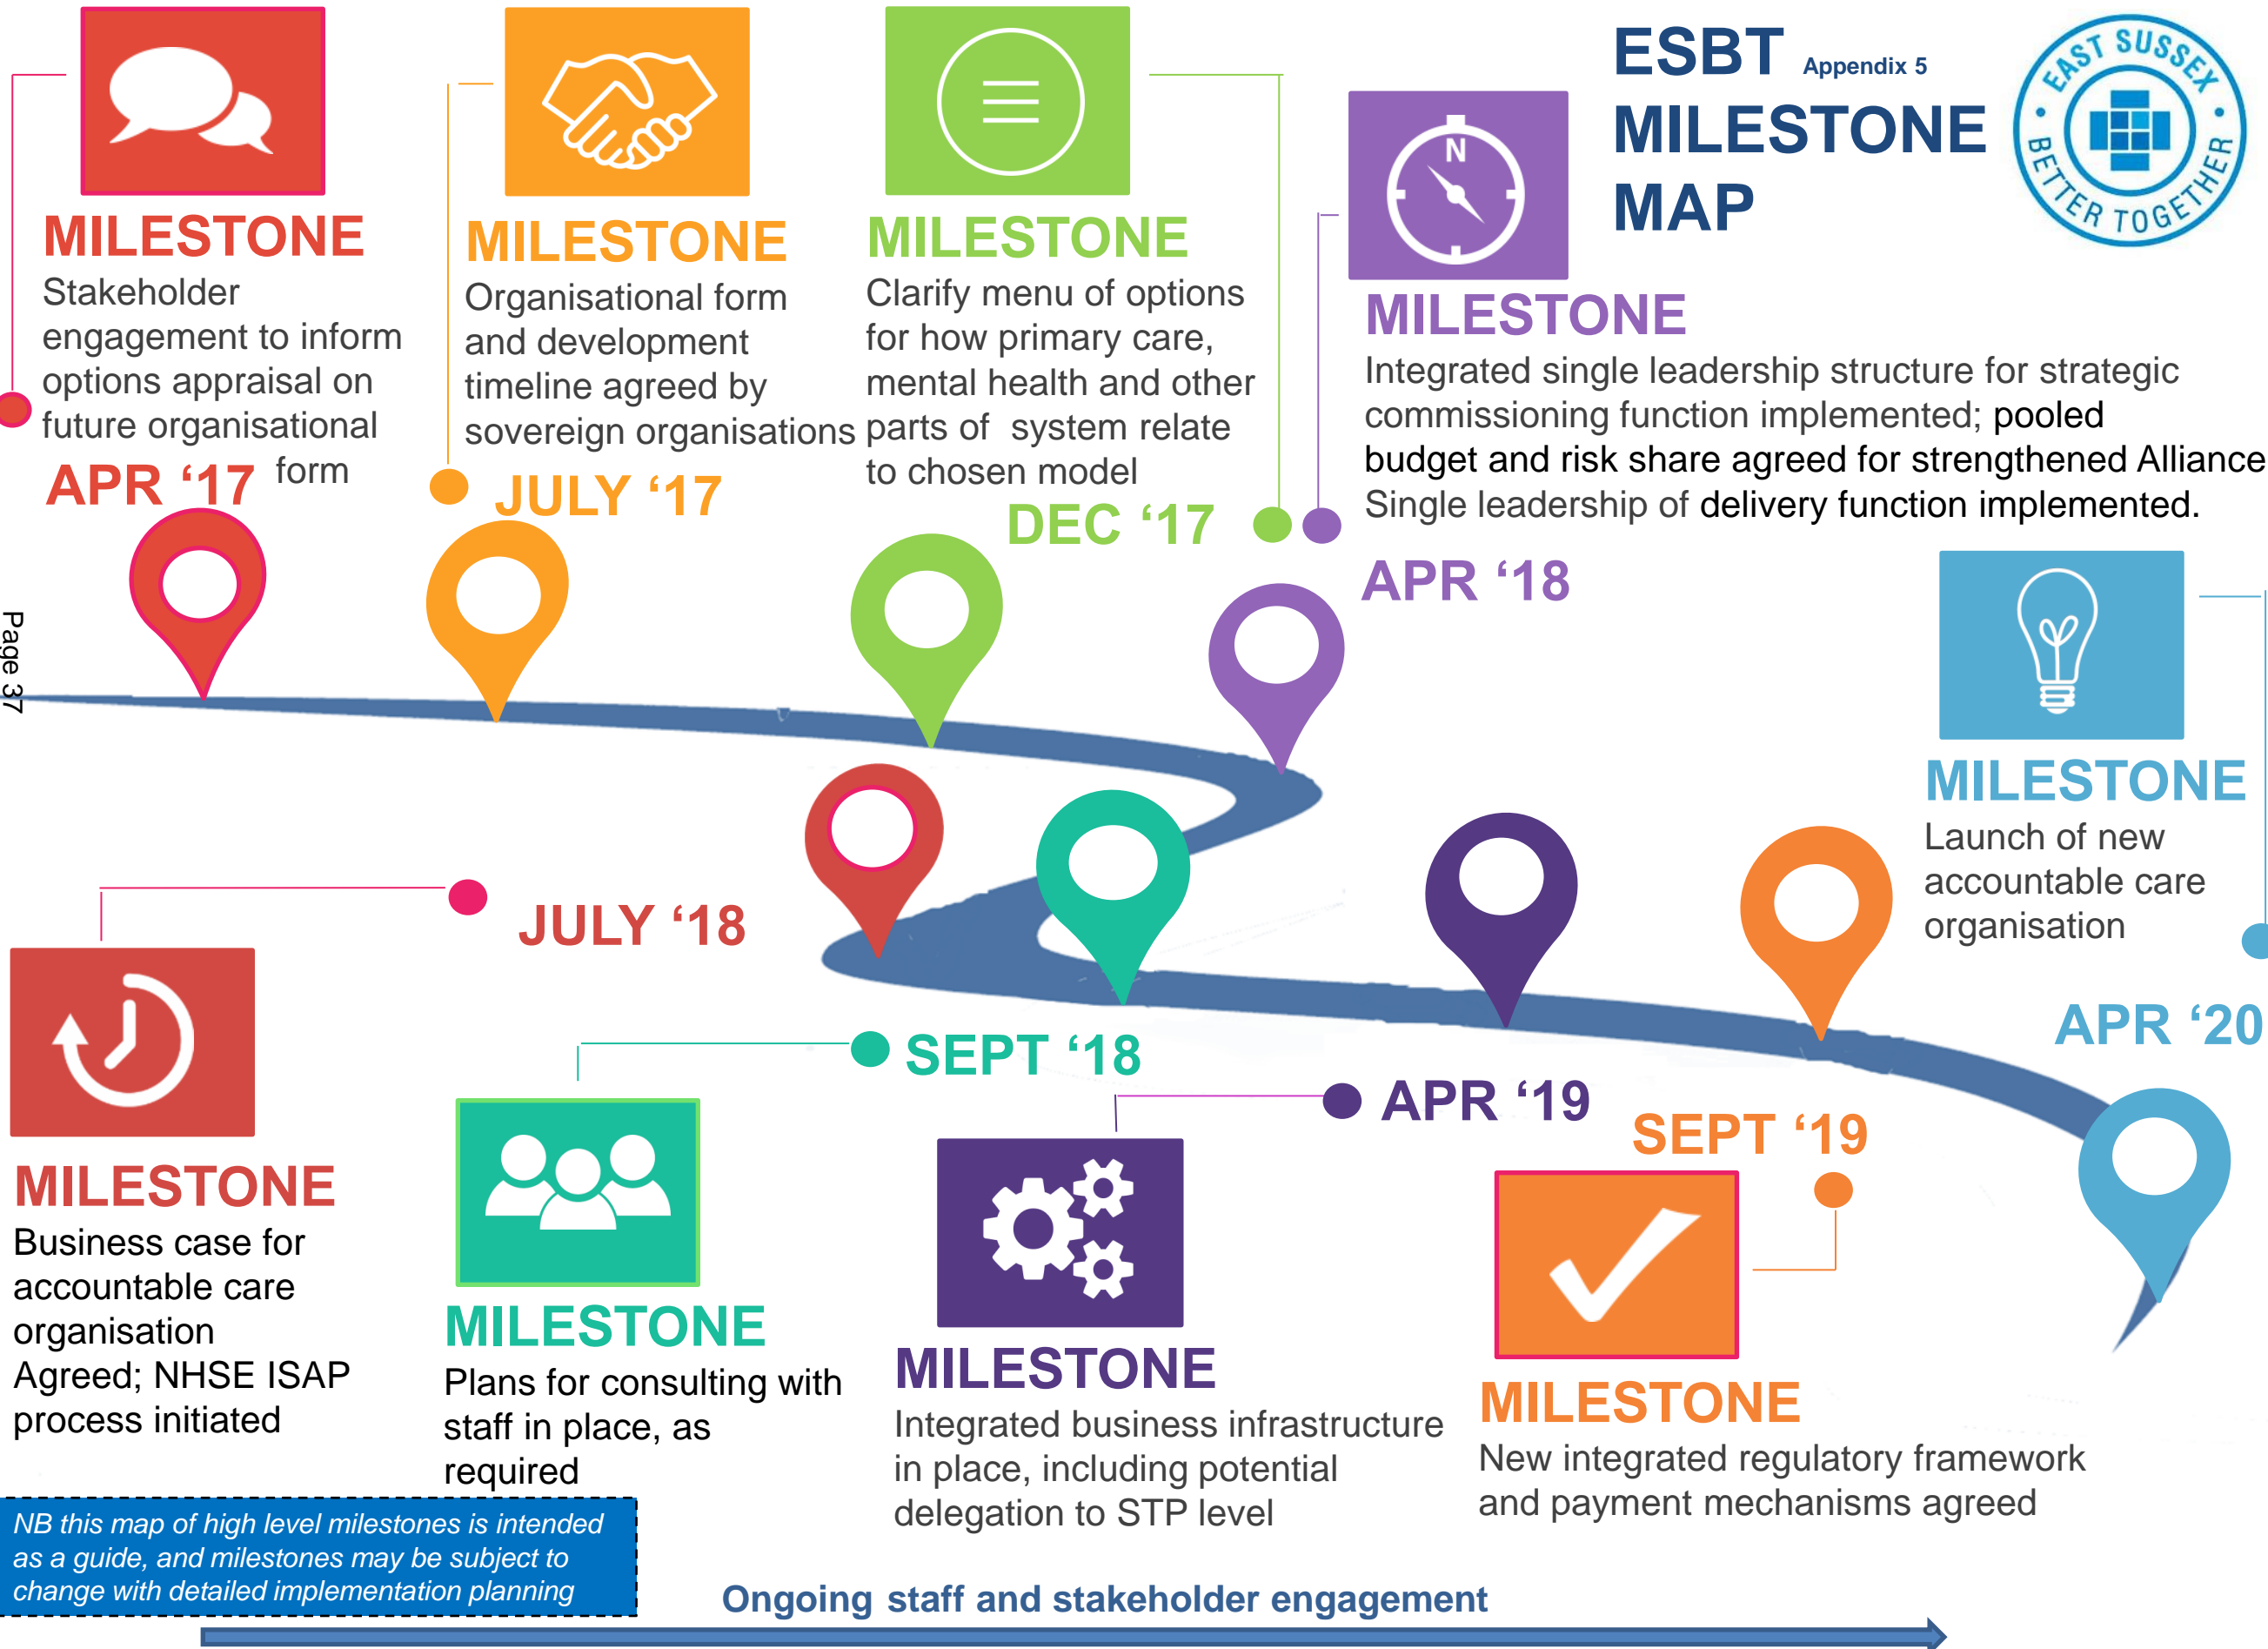 ESBT Appendix 5
MILESTONE
MAP
EAST SUSSEX
BETTER TOGETHER
MILESTONE
Stakeholder
engagement to inform
options appraisal on
future organisational
form
APR ‘17
MILESTONE
Organisational form
and development
timeline agreed by
sovereign organisations
JULY ‘17
MILESTONE
Clarify menu of options
for how primary care,
mental health and other
parts of system relate
to chosen model
DEC ‘17
N
MILESTONE
Integrated single leadership structure for strategic
commissioning function implemented; pooled
budget and risk share agreed for strengthened Alliance
Single leadership of delivery function implemented.
APR ‘18
MILESTONE
Launch of new
accountable care
organisation
APR ‘20
Page 37
JULY ‘18
MILESTONE
Business case for
accountable care
organisation
Agreed; NHSE ISAP
process initiated
SEPT ‘18
MILESTONE
Plans for consulting with
staff in place, as
required
APR ‘19
MILESTONE
Integrated business infrastructure
in place, including potential
delegation to STP level
SEPT ‘19
MILESTONE
New integrated regulatory framework
and payment mechanisms agreed
NB this map of high level milestones is intended
as a guide, and milestones may be subject to
change with detailed implementation planning
Ongoing staff and stakeholder engagement